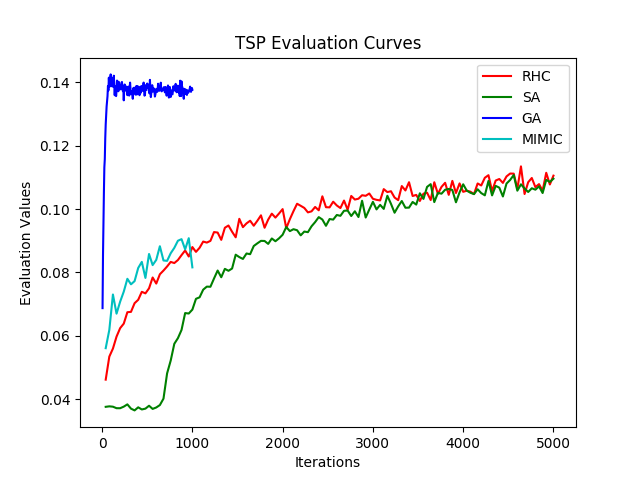 TSP Evaluation Curves
RHC
SA
GA
MIMIC
Evaluation Values
0.14
0.12
0.10
0.08
0.06
0.04
0
1000
2000
3000
4000
5000
Iterations